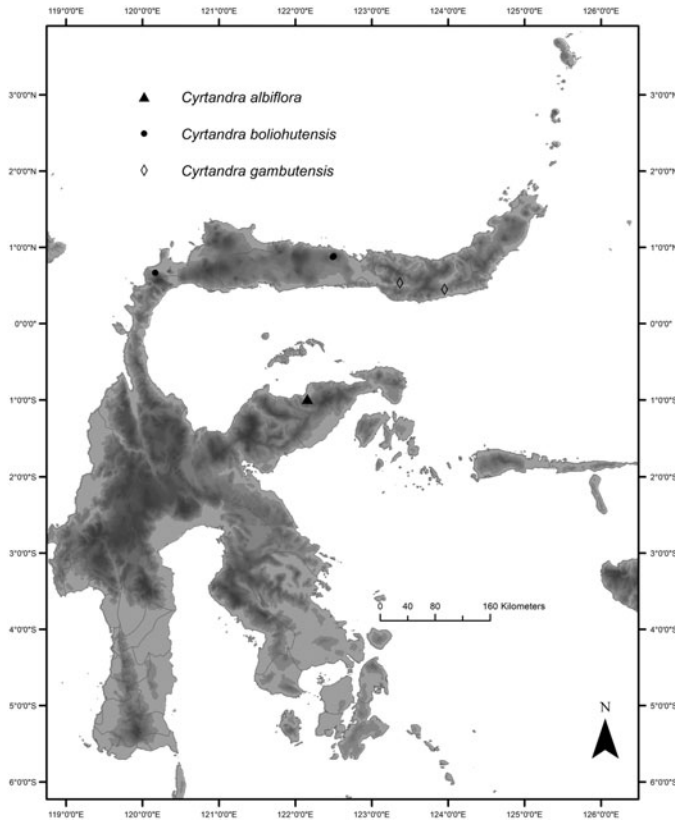 119°0'0"E 120°0'0"E 121°0'0"E 122°0'0"E 123°0'0"E 124°0'0"E 125°0'0"E 126°0'0"E
Cyrtandra albiflora
Cyrtandra boliohutensis
Cyrtandra gambutensis
3°0'0"N 3°0'0"N
2°0'0"N 2°0'0"N
1°0'0"N 1°0'0"N
0°0'0" 0°0'0"
1°0'0"S 1°0'0"S
2°0'0"S 2°0'0"S
3°0'0"S 3°0'0"S
0 40 80 160 Kilometers
4°0'0"S 4°0'0"S
5°0'0"S 5°0'0"S
N
6°0'0"S 6°0'0"S
119°0'0"E 120°0'0"E 121°0'0"E 122°0'0"E 123°0'0"E 124°0'0"E 125°0'0"E 126°0'0"E